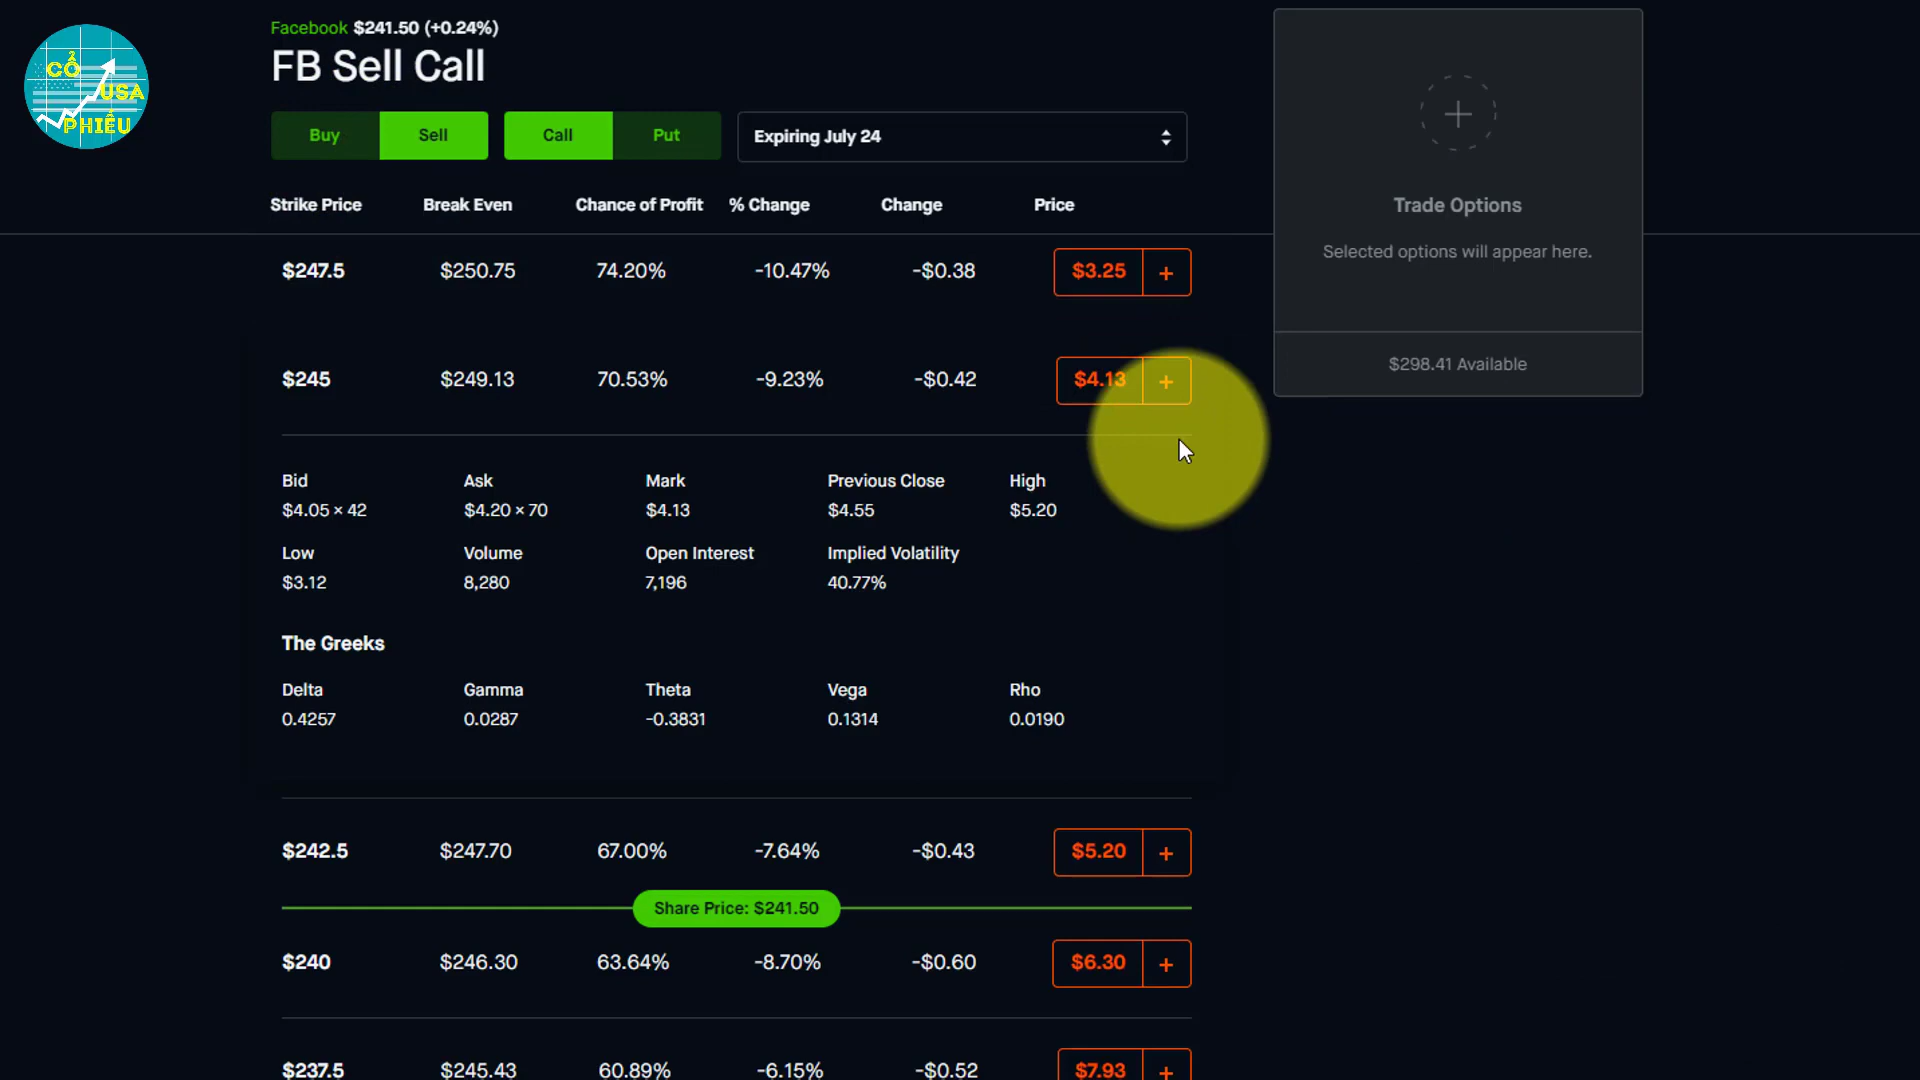 Facebook $241.50 (+0.24%)
FB Sell Call
CỔ
USA
PHIẾU
Buy Sell Call Put Expiring July 24
Strike Price Break Even Chance of Profit % Change Change Price
$247.5 $250.75 74.20% -10.47% -$0.38 $3.25 +
$245 $249.13 70.53% -9.23% -$0.42 $4.13 +
Bid Ask Mark Previous Close High
$4.05 × 42 $4.20 × 70 $4.13 $4.55 $5.20
Low Volume Open Interest Implied Volatility
$3.12 8,280 7,196 40.77%
The Greeks
Delta Gamma Theta Vega Rho
0.4257 0.0287 -0.3831 0.1314 0.0190
$242.5 $247.70 67.00% -7.64% -$0.43 $5.20 +
Share Price: $241.50
$240 $246.30 63.64% -8.70% -$0.60 $6.30 +
$237.5 $245.43 60.89% -6.15% -$0.52 $7.93 +
Trade Options
Selected options will appear here.
$298.41 Available